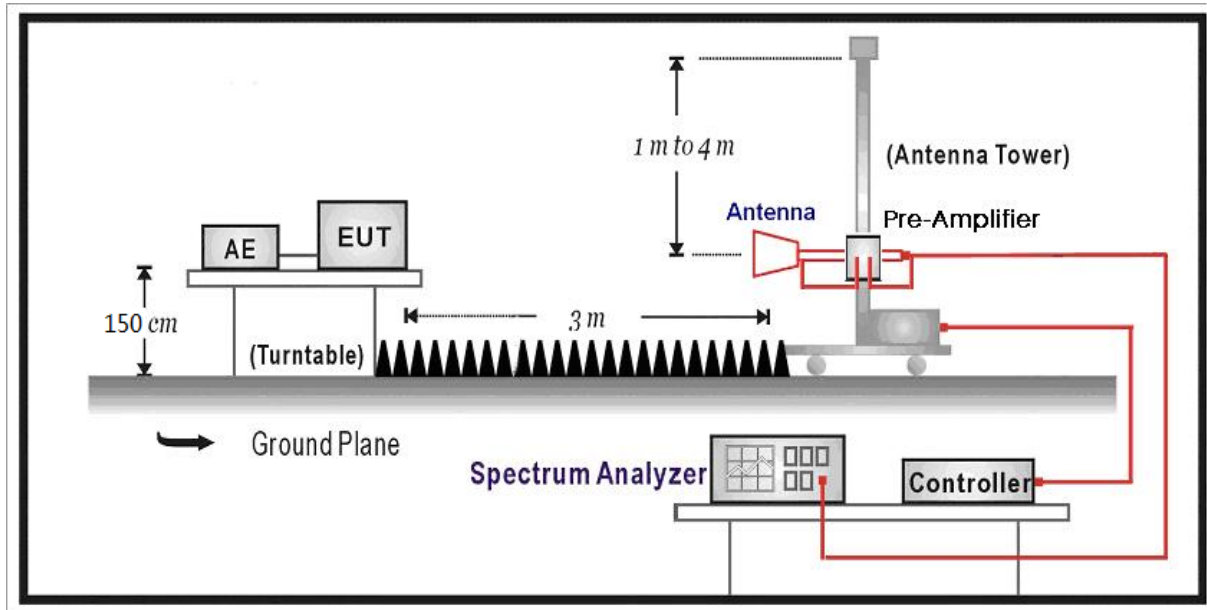 1 m to 4 m
(Antenna Tower)
Antenna
Pre-Amplifier
AE
EUT
150 cm
3 m
(Turntable)
Ground Plane
Spectrum Analyzer
Controller